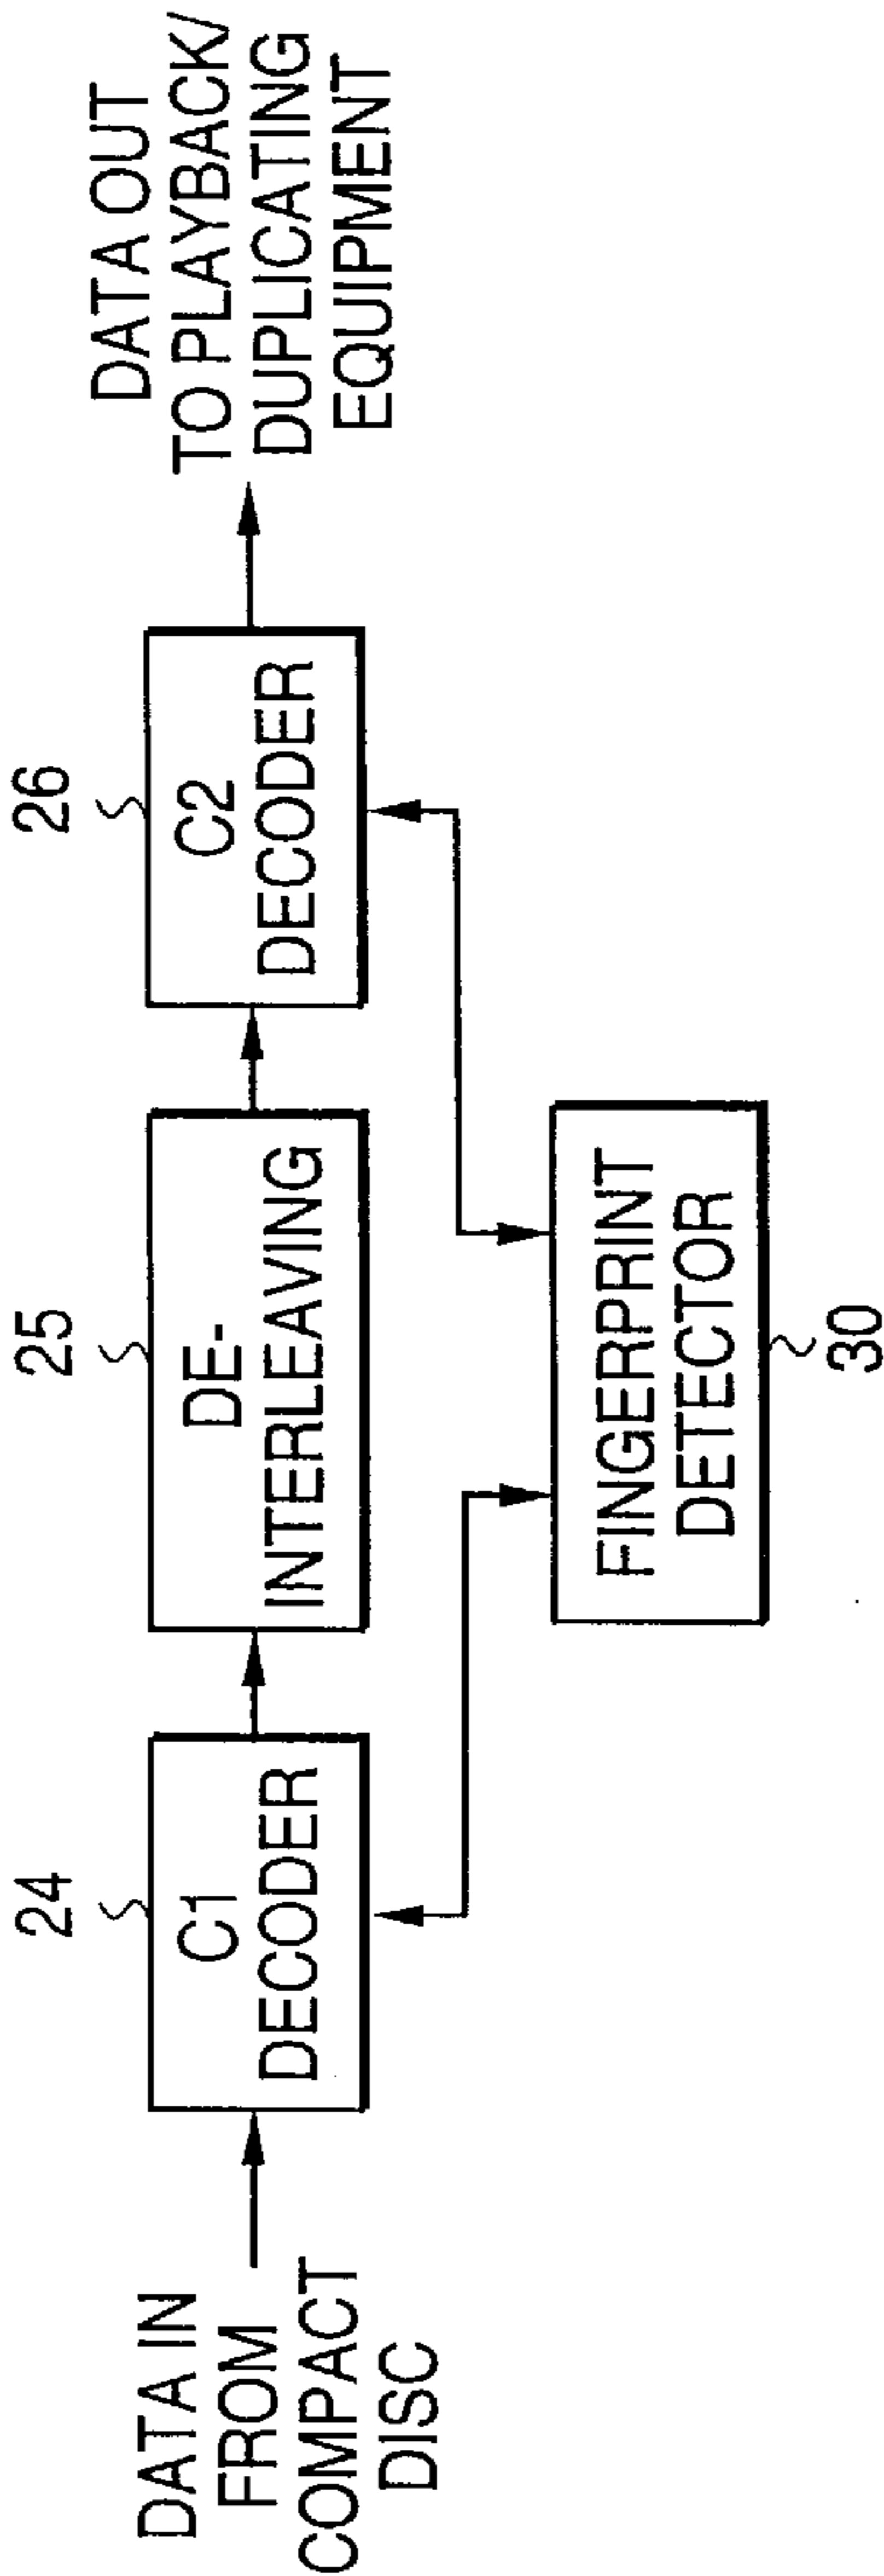 DATA IN
FROM
COMPACT
DISC
24
C1
DECODER
25
DE-
INTERLEAVING
26
C2
DECODER
DATA OUT
TO PLAYBACK/
DUPLICATING
EQUIPMENT
FINGERPRINT
DETECTOR
30